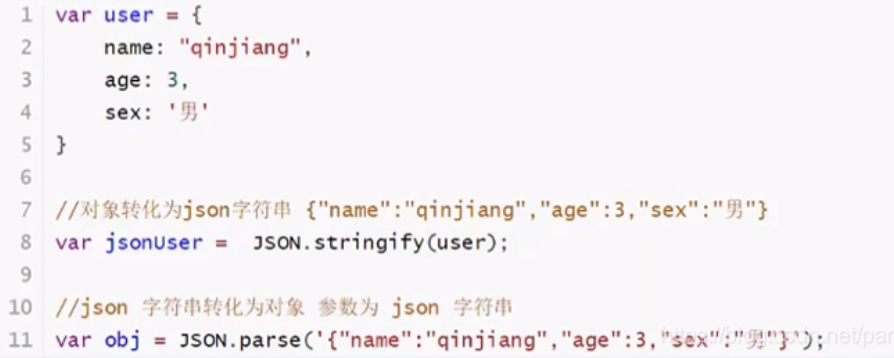 1 var user = {
2     name: "qinjiang",
3     age: 3,
4     sex: '男'
5 }
6
7 //对象转化为json字符串 {"name":"qinjiang","age":3,"sex":"男"}
8 var jsonUser =  JSON.stringify(user);
9
10 //json 字符串转化为对象 参数为 json 字符串
11 var obj = JSON.parse('{"name":"qinjiang","age":3,"sex":"男"}');